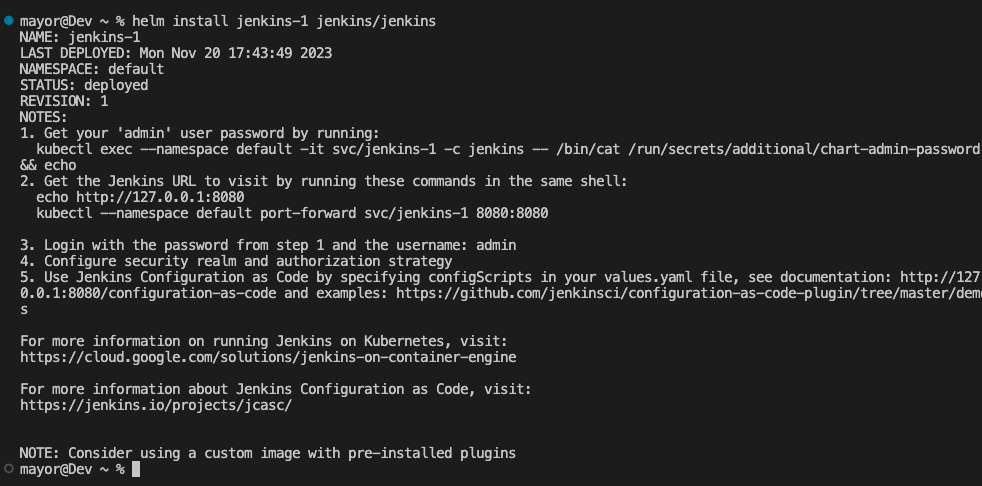 mayor@Dev ~ % helm install jenkins-1 jenkins/jenkins
NAME: jenkins-1
LAST DEPLOYED: Mon Nov 20 17:43:49 2023
NAMESPACE: default
STATUS: deployed
REVISION: 1
NOTES:
1. Get your 'admin' user password by running:
  kubectl exec --namespace default -it svc/jenkins-1 -c jenkins -- /bin/cat /run/secrets/additional/chart-admin-password
&& echo
2. Get the Jenkins URL to visit by running these commands in the same shell:
  echo http://127.0.0.1:8080
  kubectl --namespace default port-forward svc/jenkins-1 8080:8080
3. Login with the password from step 1 and the username: admin
4. Configure security realm and authorization strategy
5. Use Jenkins Configuration as Code by specifying configScripts in your values.yaml file, see documentation: http://127
0.0.1:8080/configuration-as-code and examples: https://github.com/jenkinsci/configuration-as-code-plugin/tree/master/dem
s
For more information on running Jenkins on Kubernetes, visit:
https://cloud.google.com/solutions/jenkins-on-container-engine
For more information about Jenkins Configuration as Code, visit:
https://jenkins.io/projects/jcasc/
NOTE: Consider using a custom image with pre-installed plugins
mayor@Dev ~ %